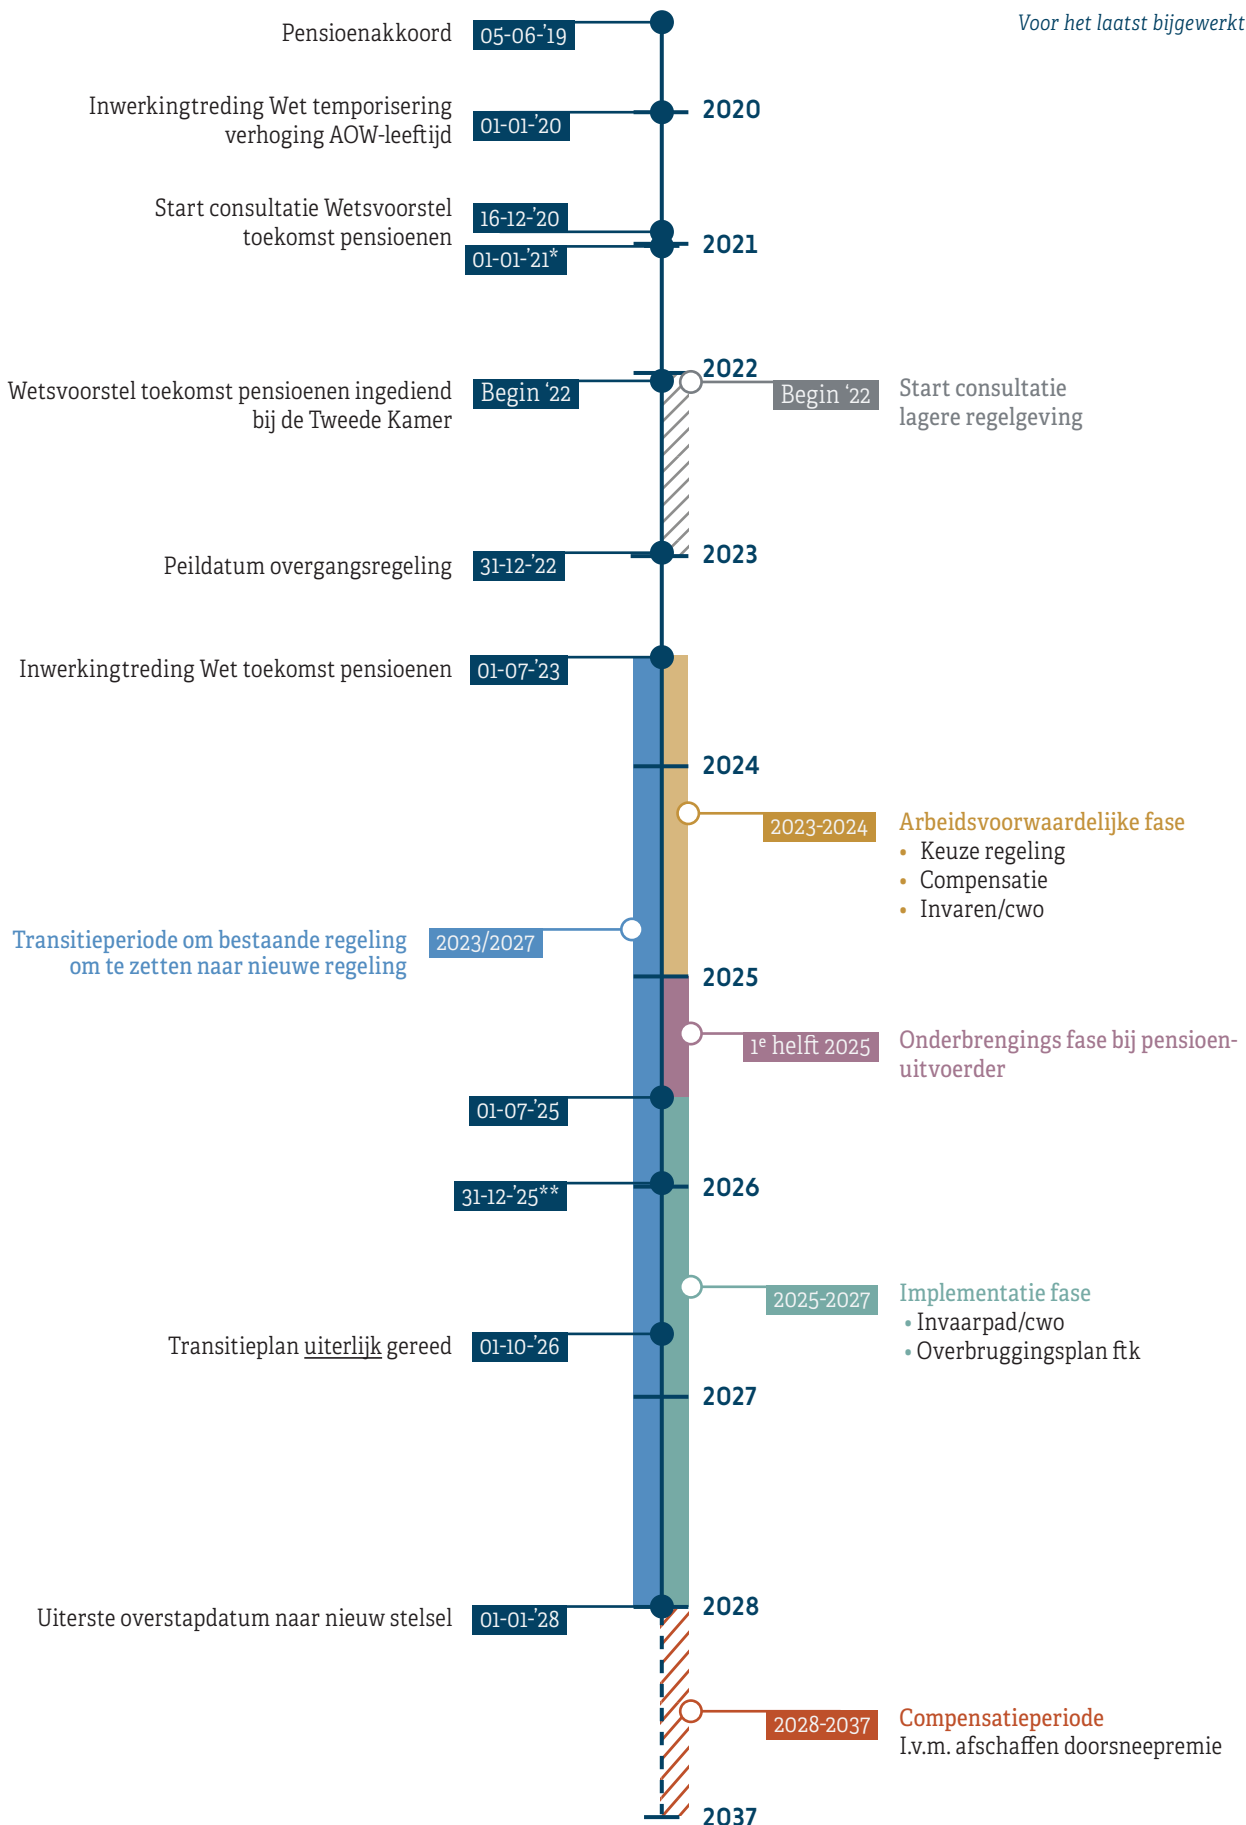 Voor het laatst bijgewerkt
Pensioenakkoord
05-06-'19
2020
Inwerkingtreding Wet temporisering
verhoging AOW-leeftijd
01-01-'20
Start consultatie Wetsvoorstel
toekomst pensioenen
16-12-'20
2021
01-01-'21*
2022
Wetsvoorstel toekomst pensioenen ingediend
bij de Tweede Kamer
Begin ‘22
Begin ‘22
Start consultatie
lagere regelgeving
2023
Peildatum overgangsregeling
31-12-'22
Inwerkingtreding Wet toekomst pensioenen
01-07-'23
2024
2023-2024
Arbeidsvoorwaardelijke fase
• Keuze regeling
• Compensatie
• Invaren/cwo
Transitieperiode om bestaande regeling
om te zetten naar nieuwe regeling
2023/2027
2025
1e helft 2025
Onderbrengings fase bij pensioen-
uitvoerder
01-07-'25
31-12-'25**
2026
2025-2027
Implementatie fase
• Invaarpad/cwo
• Overbruggingsplan ftk
Transitieplan uiterlijk gereed
01-10-'26
2027
Uiterste overstapdatum naar nieuw stelsel
01-01-'28
2028
2028-2037
Compensatieperiode
I.v.m. afschaffen doorsneepremie
2037